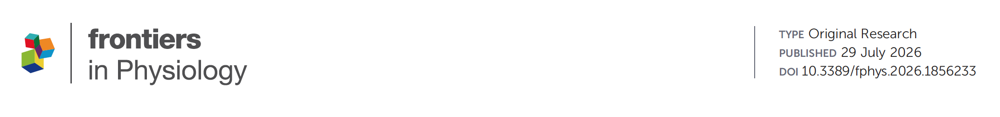 frontiers
in Physiology
TYPE Original Research
PUBLISHED 29 July 2026
DOI 10.3389/fphys.2026.1856233